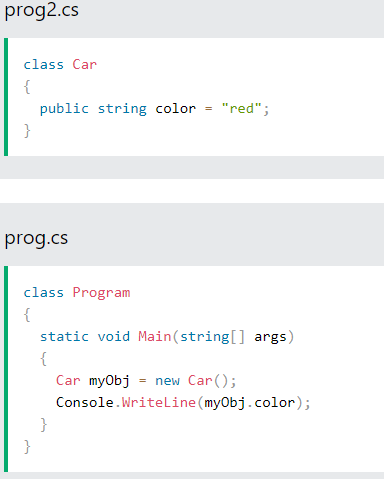 prog2.cs
class Car
{
  public string color = "red";
}
prog.cs
class Program
{
  static void Main(string[] args)
  {
    Car myObj = new Car();
    Console.WriteLine(myObj.color);
  }
}